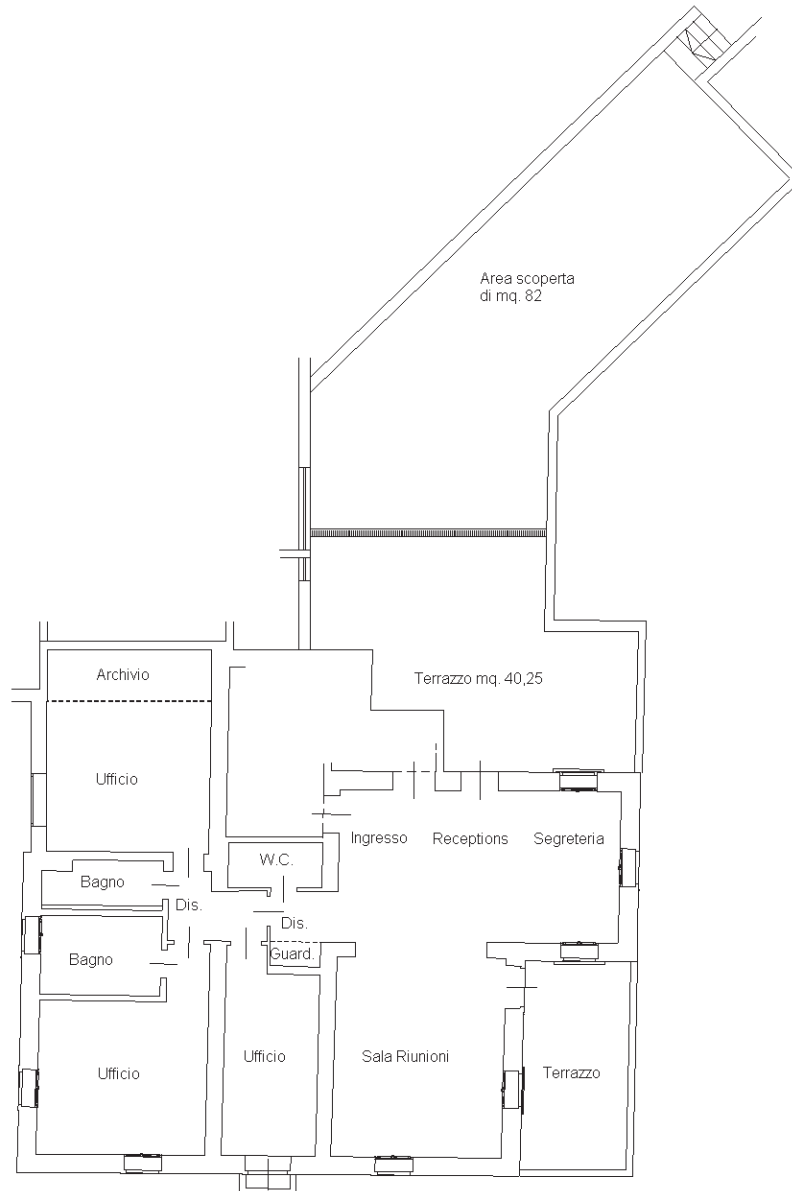 Area scoperta
di mq. 82
Archivio
Terrazzo mq. 40,25
Ufficio
Ingresso
Receptions
Segreteria
W.C.
Bagno
Dis.
Dis.
Guard.
Bagno
Ufficio
Ufficio
Sala Riunioni
Terrazzo